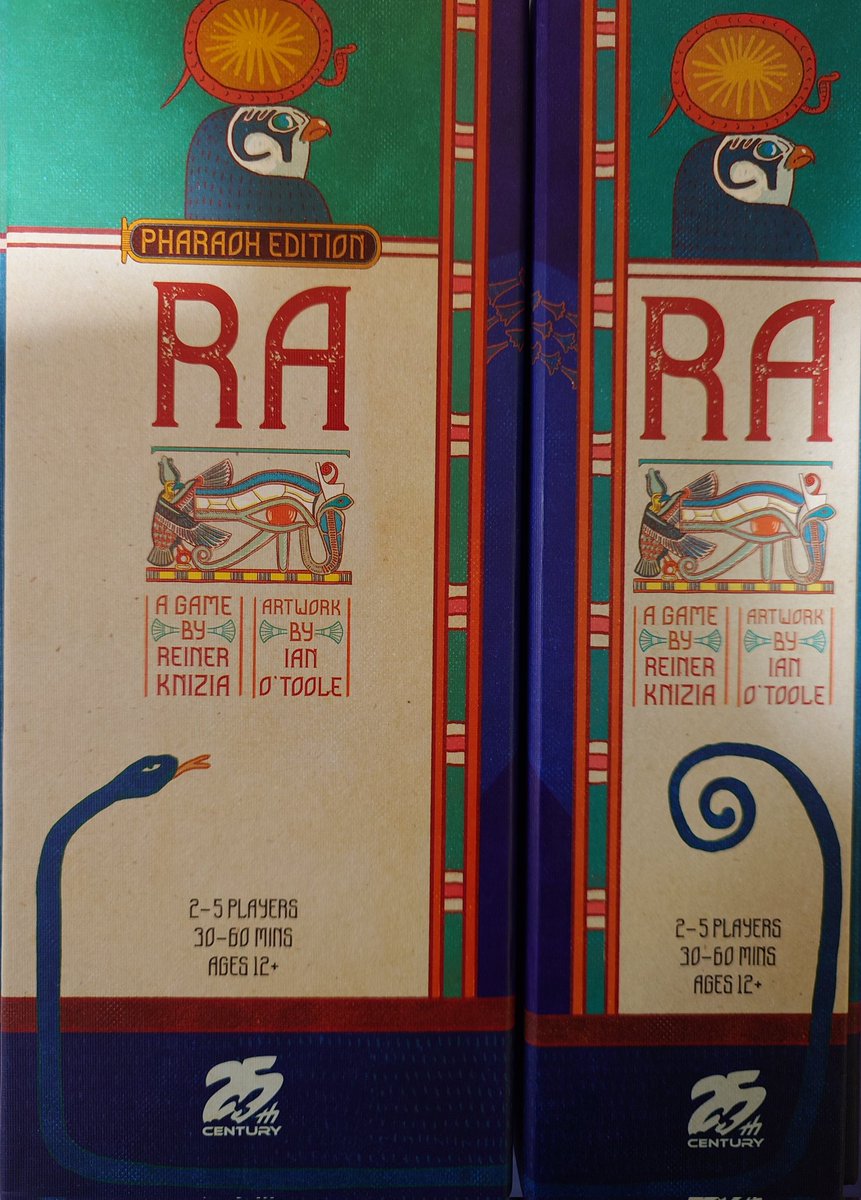 PHARAOH EDITION
RA
A GAME
BY
REINER
KNIZIA
ARTWORK
BY
IAN
O'TOOLE
2-5 PLAYERS
30-60 MINS
AGES 12+
25th
CENTURY
RA
A GAME
BY
REINER
KNIZIA
ARTWORK
BY
IAN
O'TOOLE
2-5 PLAYERS
30-60 MINS
AGES 12+
25th
CENTURY